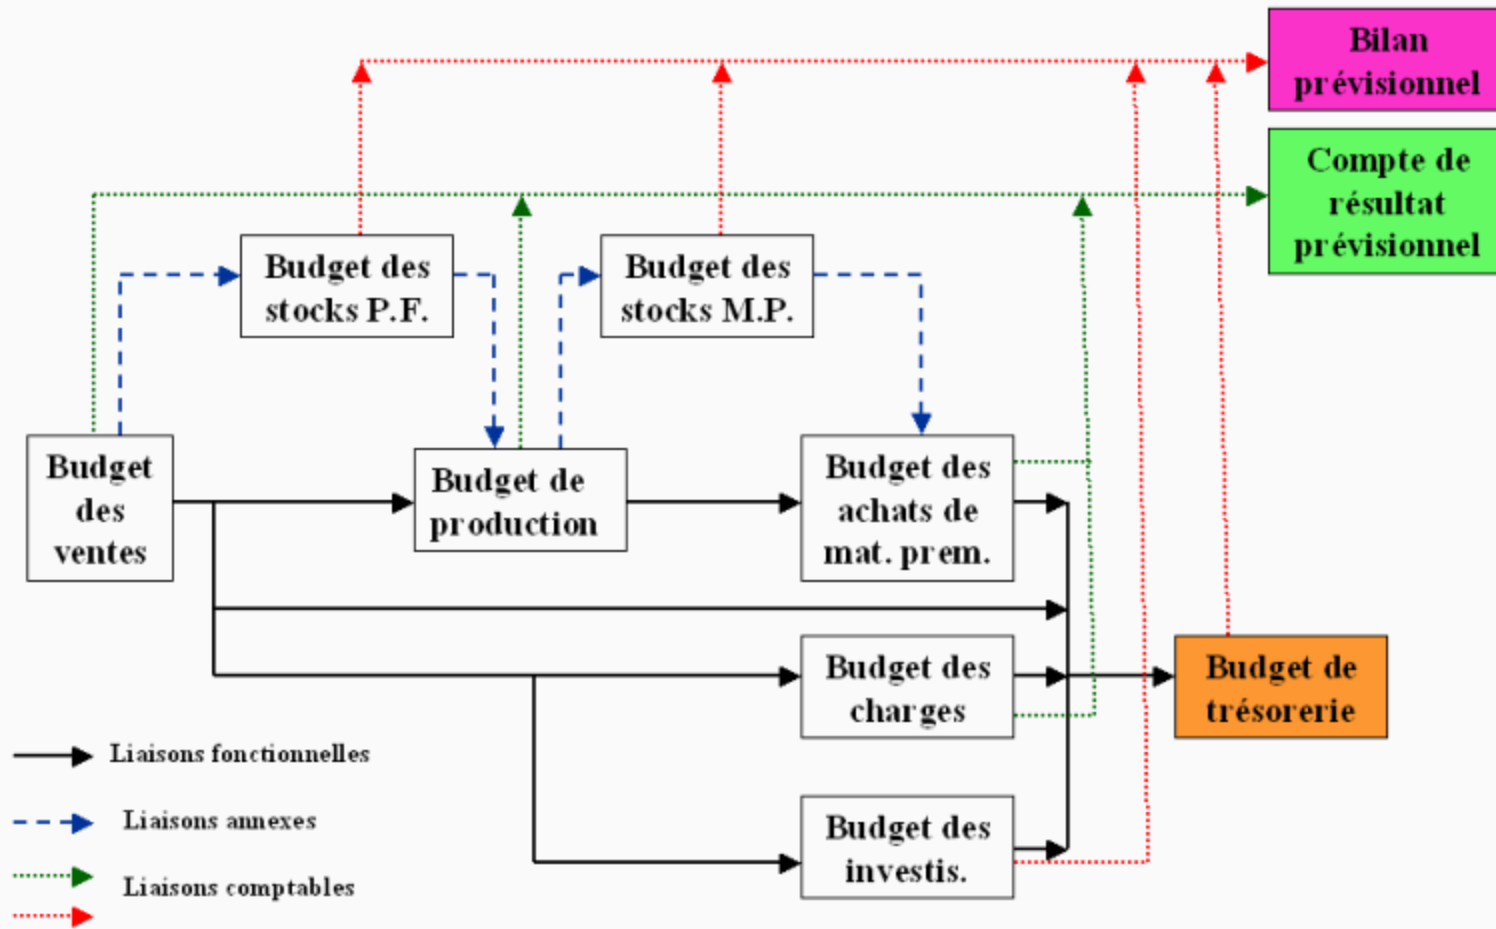 Bilan
prévisionnel
Compte de
résultat
prévisionnel
Budget des
stocks P.F.
Budget des
stocks M.P.
Budget
des
ventes
Budget de
production
Budget des
achats de
mat. prem.
Budget des
charges
Budget de
trésorerie
Budget des
investis.
Liaisons fonctionnelles
Liaisons annexes
Liaisons comptables